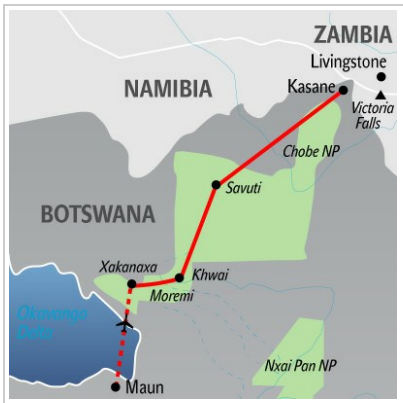 ZAMBIA
Livingstone
NAMIBIA
Kasane
Victoria
Falls
Chobe NP
Savuti
BOTSWANA
Xakanaxa
Khwai
Moremi
Okavango
Delta
Nxai Pan NP
Maun